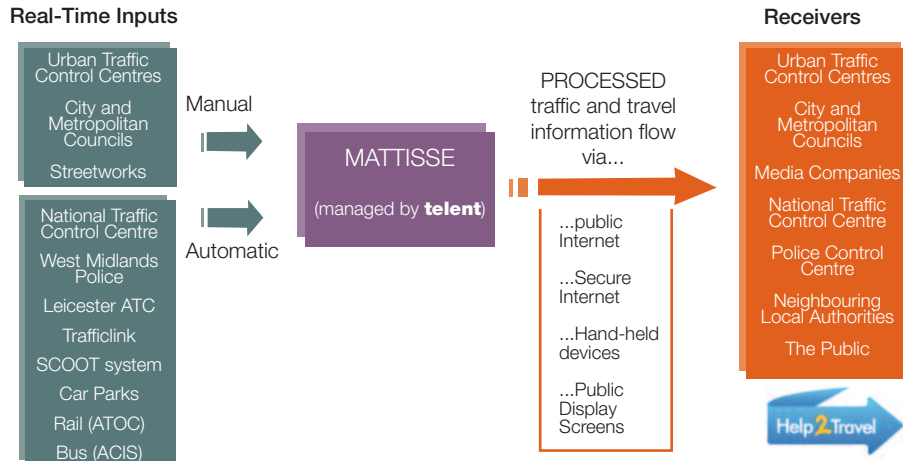 Real-Time Inputs
Urban Traffic
Control Centres
City and
Metropolitan
Councils
Streetworks
National Traffic
Control Centre
West Midlands
Police
Leicester ATC
Trafficlink
SCOOT system
Car Parks
Rail (ATOC)
Bus (ACIS)
Manual
Automatic
MATTISSE
(managed by telent)
PROCESSED
traffic and travel
information flow
via...
...public
Internet
...Secure
Internet
...Hand-held
devices
...Public
Display
Screens
Receivers
Urban Traffic
Control Centres
City and
Metropolitan
Councils
Media Companies
National Traffic
Control Centre
Police Control
Centre
Neighbouring
Local Authorities
The Public
Help2Travel